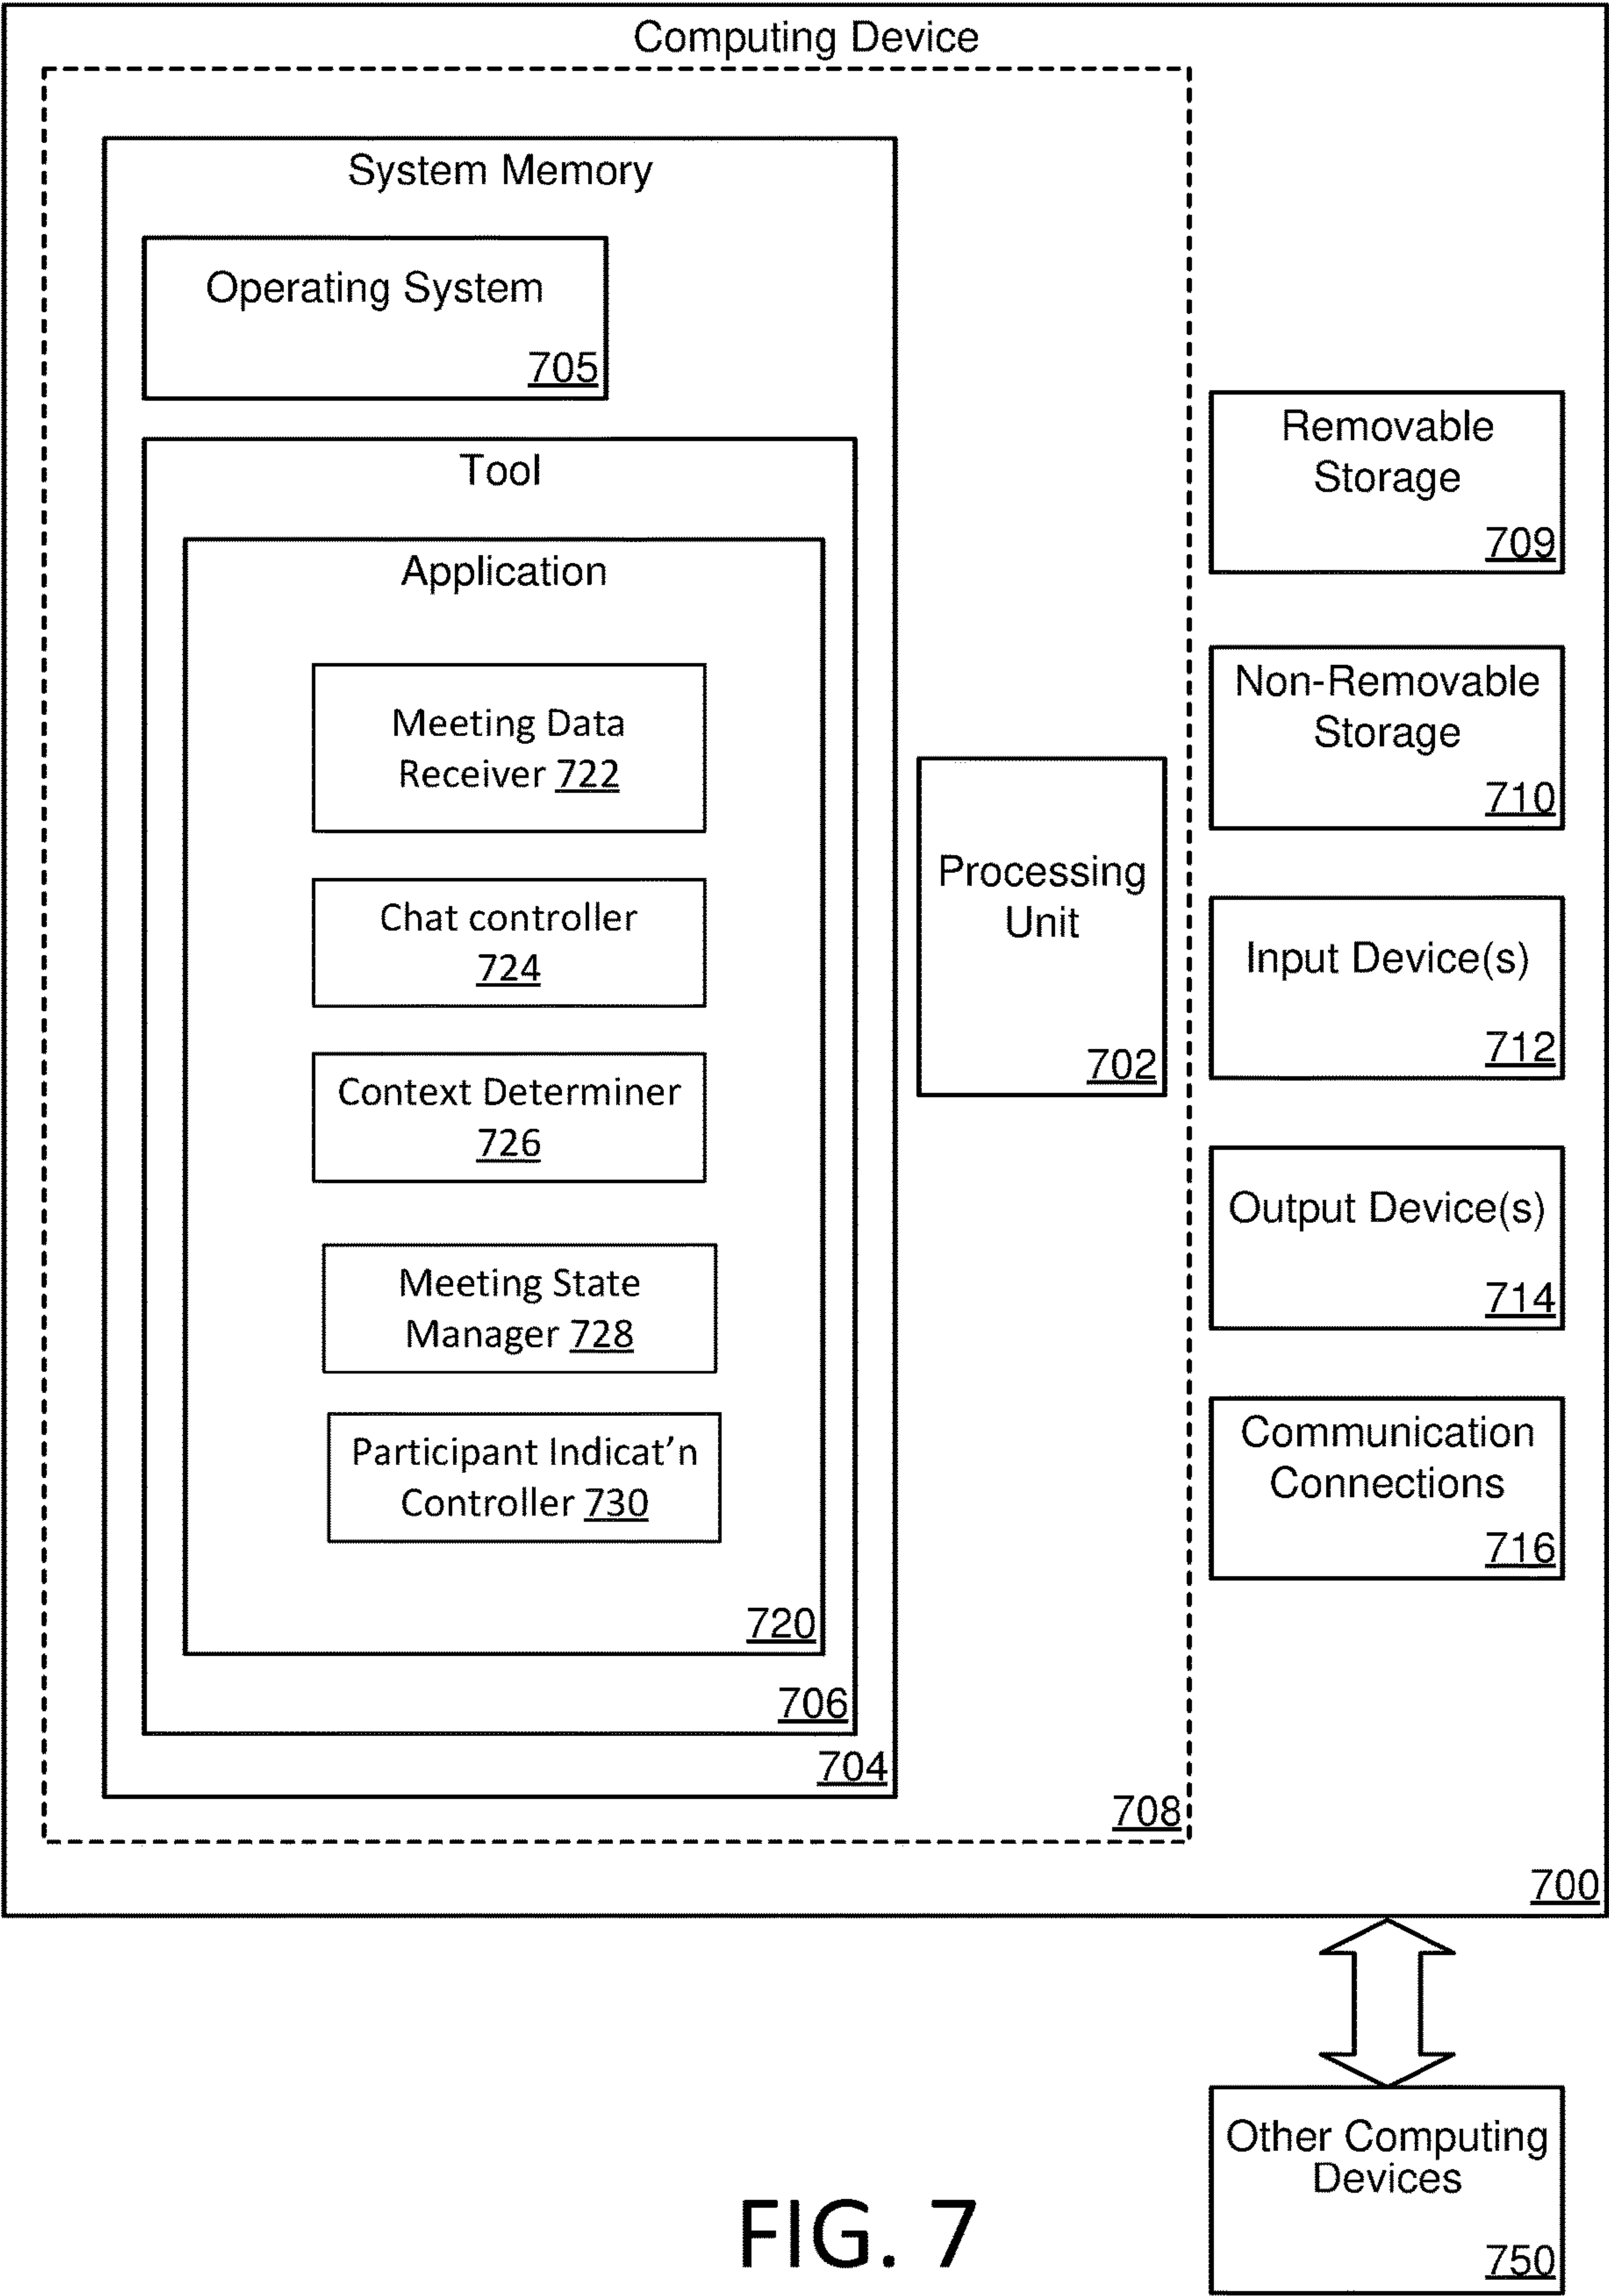 Computing Device
System Memory
Operating System
705
Tool
Application
Meeting Data
Receiver 722
Chat controller
724
Context Determiner
726
Meeting State
Manager 728
Participant Indicat’n
Controller 730
720
706
704
Processing
Unit
702
708
Removable
Storage
709
Non-Removable
Storage
710
Input Device(s)
712
Output Device(s)
714
Communication
Connections
716
700
Other Computing
Devices
750
FIG. 7